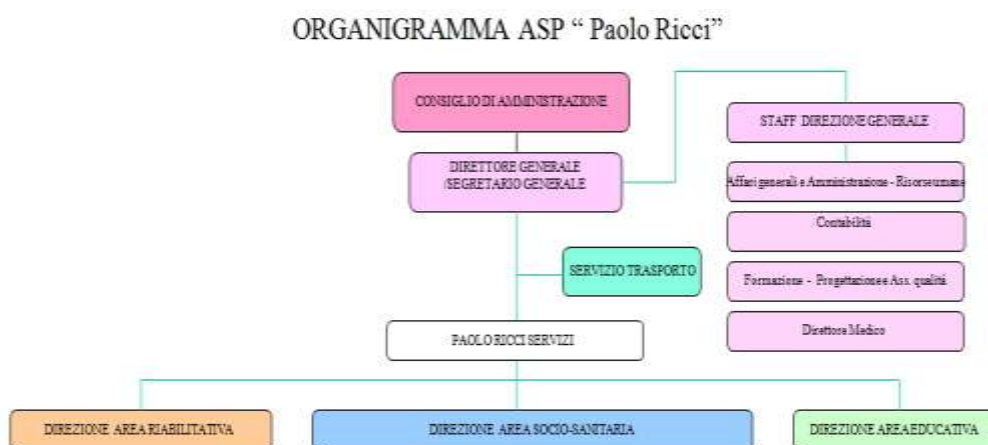 ORGANIGRAMMA ASP “ Paolo Ricci”
CONSIGLIO DI AMMINISTRAZIONE
STAFF DIREZIONE GENERALE
DIRETTORE GENERALE
/SEGRETARIO GENERALE
Affari generali e Amministrazione - Risorse umane
Contabilità
SERVIZIO TRASPORTO
Formazione - Progettazione e Ass. qualità
Direttore Medico
PAOLO RICCI SERVIZI
DIREZIONE AREA RIABILITATIVA
DIREZIONE AREA SOCIO-SANITARIA
DIREZIONE AREA EDUCATIVA